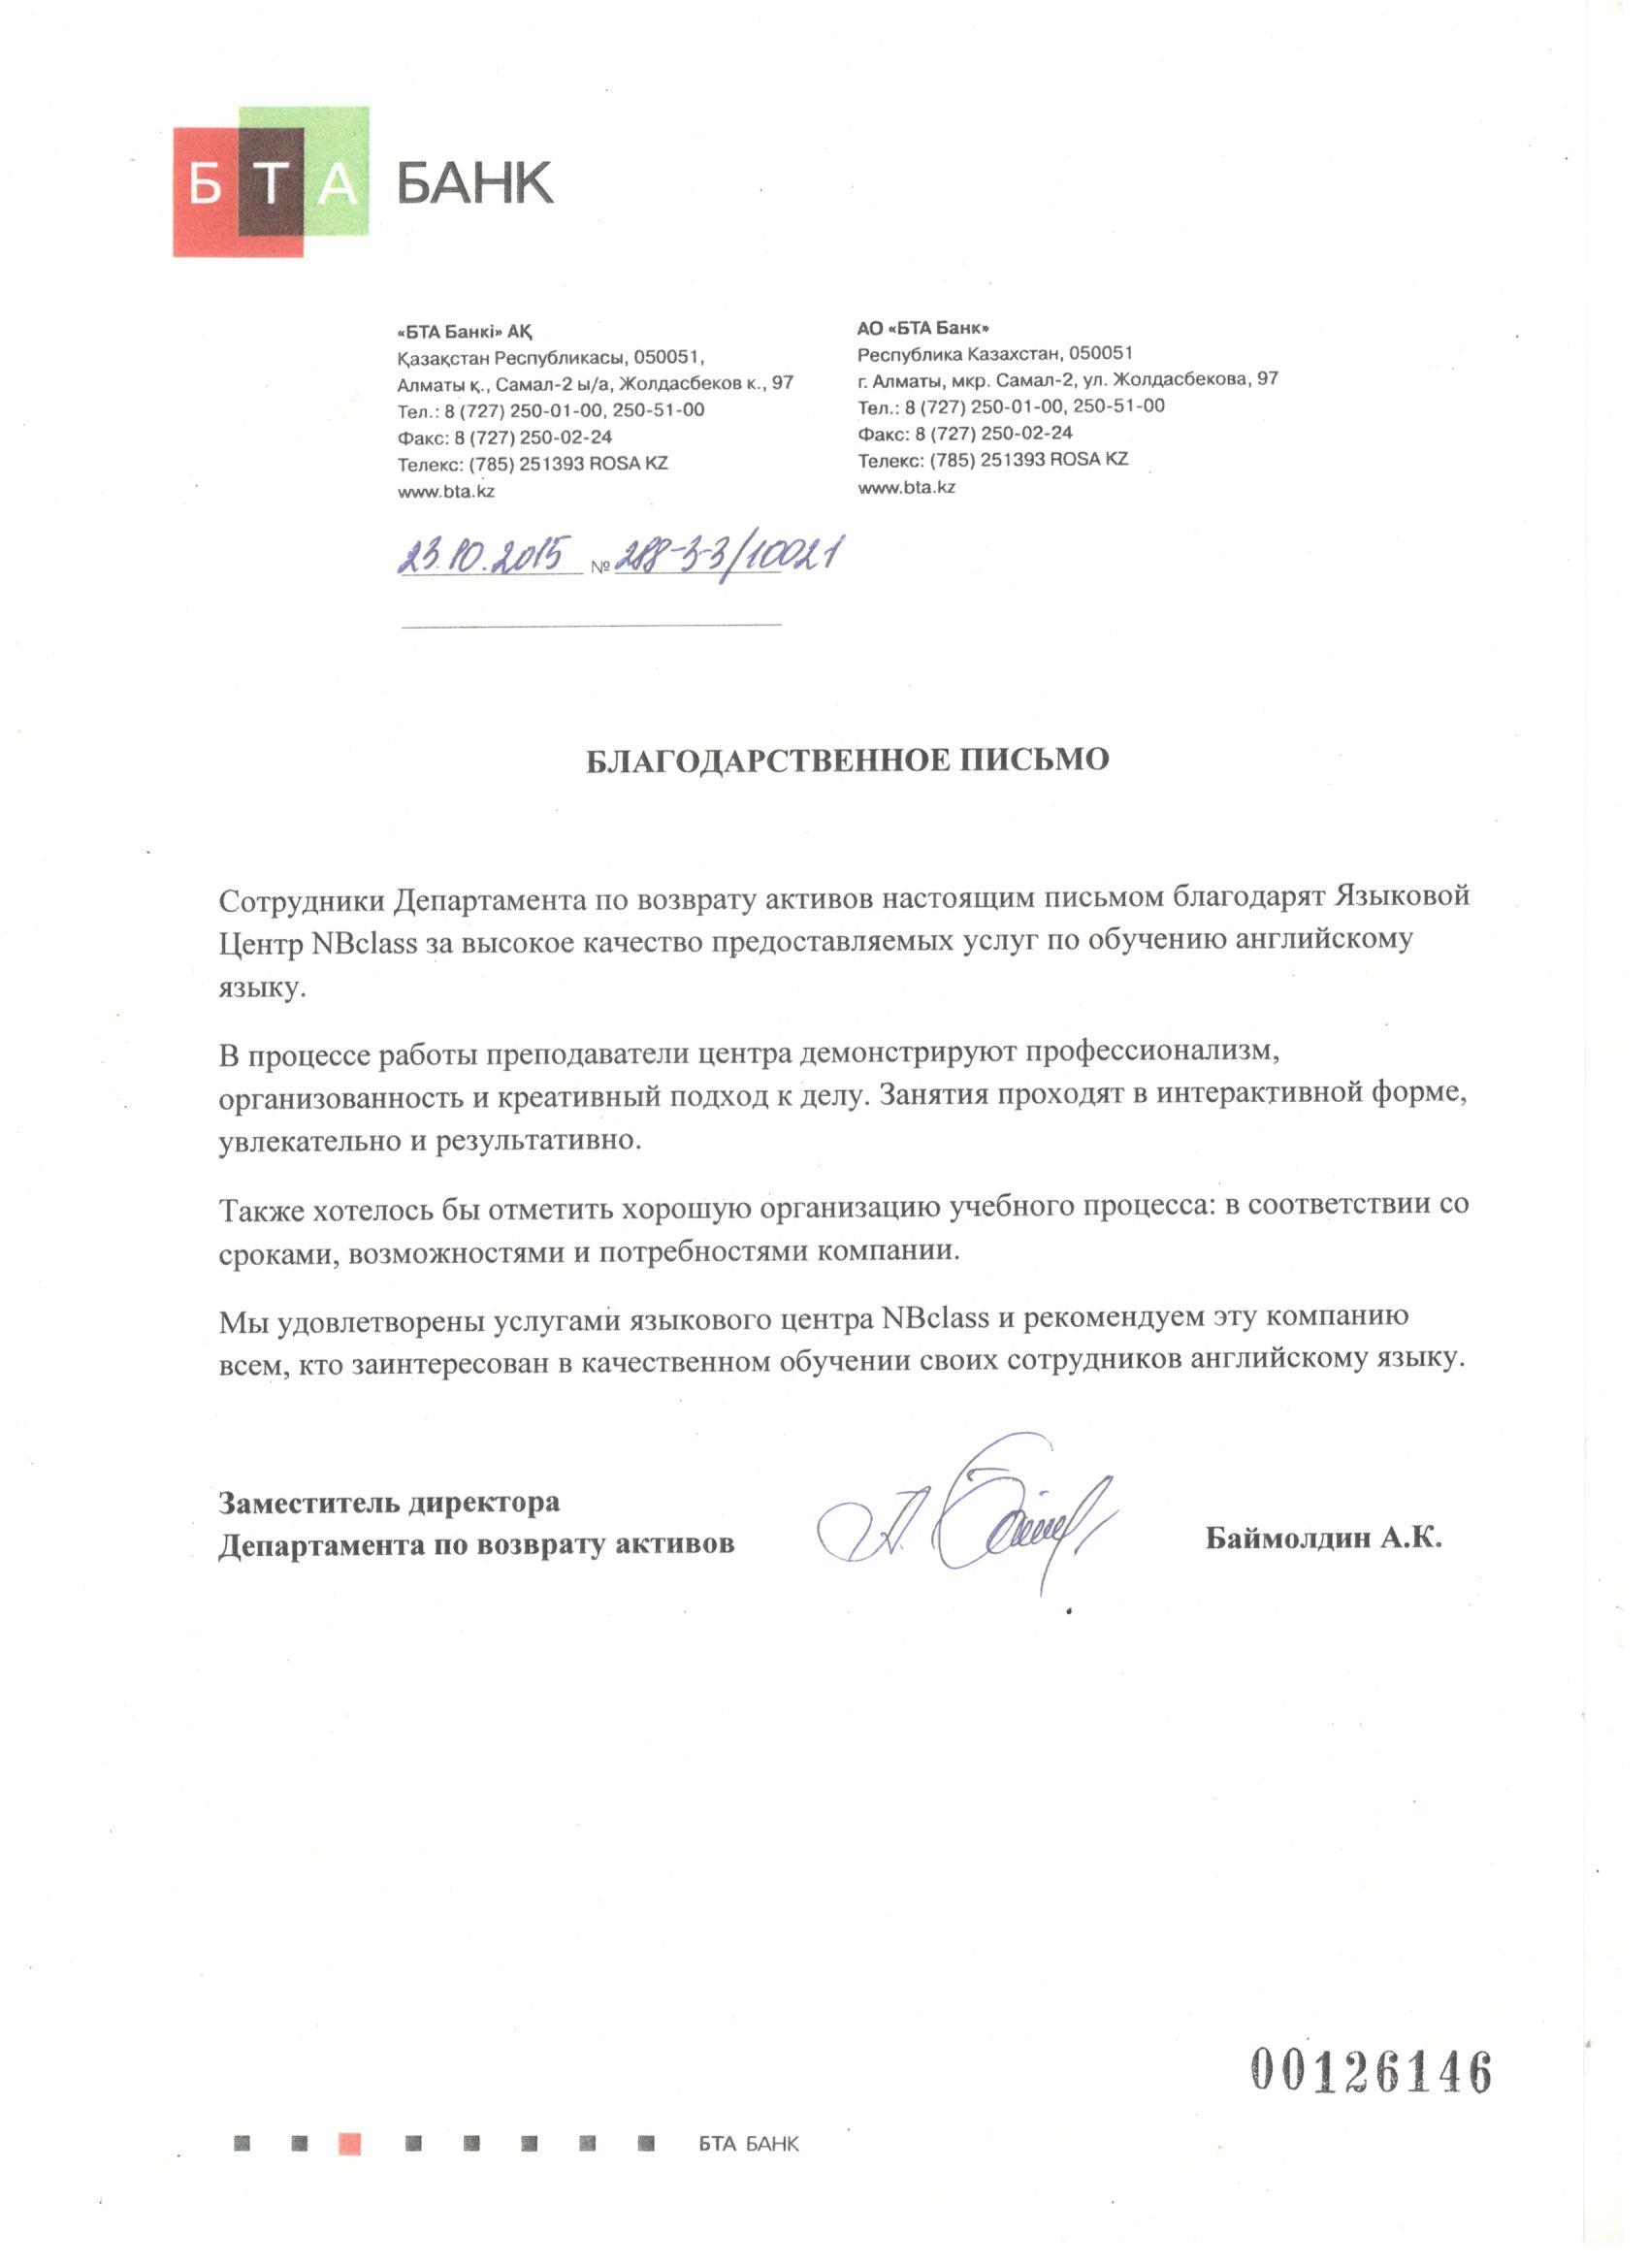 БТА БАНК
«БТА Банкі» АҚ
Қазақстан Республикасы, 050051,
Алматы қ., Самал-2 ы/а, Жолдасбеков к., 97
Тел.: 8 (727) 250-01-00, 250-51-00
Факс: 8 (727) 250-02-24
Телекс: (785) 251393 ROSA KZ
www.bta.kz
АО «БТА Банк»
Республика Казахстан, 050051
г. Алматы, мкр. Самал-2, ул. Жолдасбекова, 97
Тел.: 8 (727) 250-01-00, 250-51-00
Факс: 8 (727) 250-02-24
Телекс: (785) 251393 ROSA KZ
www.bta.kz
23.10.2015 № 288-3-3/10021
БЛАГОДАРСТВЕННОЕ ПИСЬМО
Сотрудники Департамента по возврату активов настоящим письмом благодарят Языковой
Центр NBclass за высокое качество предоставляемых услуг по обучению английскому
языку.
В процессе работы преподаватели центра демонстрируют профессионализм,
организованность и креативный подход к делу. Занятия проходят в интерактивной форме,
увлекательно и результативно.
Также хотелось бы отметить хорошую организацию учебного процесса: в соответствии со
сроками, возможностями и потребностями компании.
Мы удовлетворены услугами языкового центра NBclass и рекомендуем эту компанию
всем, кто заинтересован в качественном обучении своих сотрудников английскому языку.
Заместитель директора
Департамента по возврату активов
Баймолдин А.К.
00126146
БТА БАНК